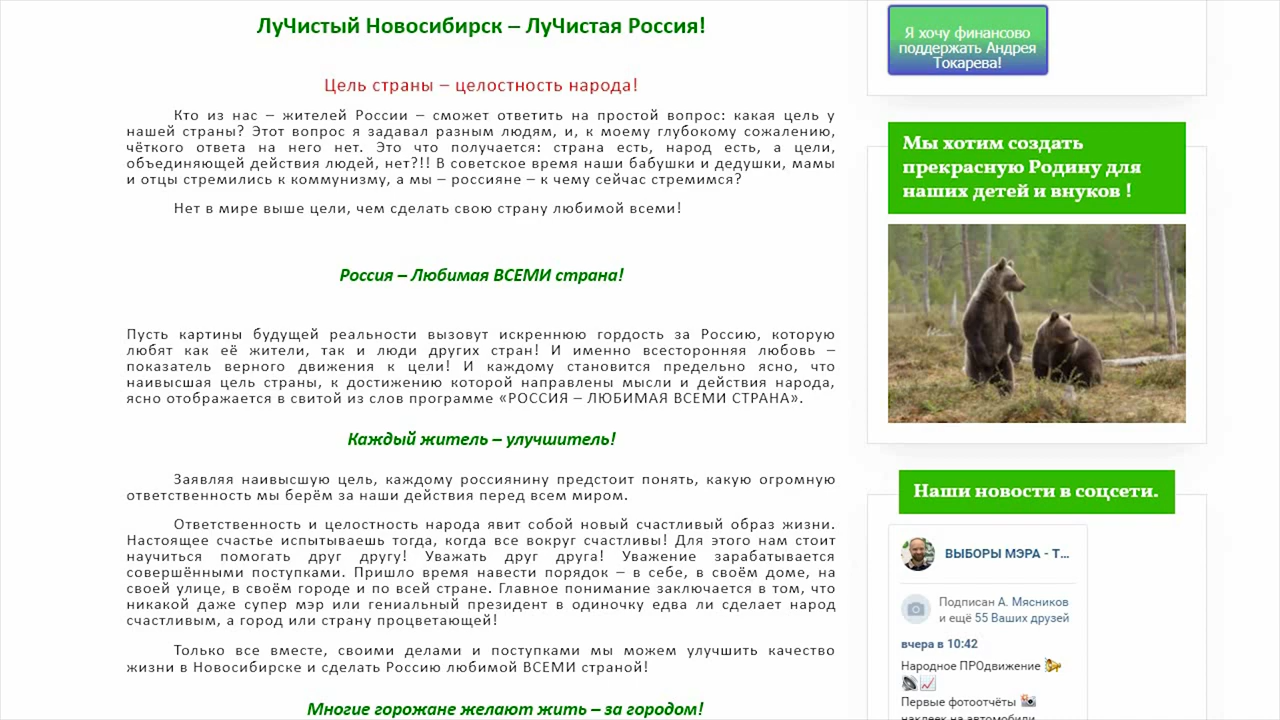 ЛуЧистый Новосибирск – ЛуЧистая Россия!
Цель страны – целостность народа!
Кто из нас – жителей России – сможет ответить на простой вопрос: какая цель у
нашей страны? Этот вопрос я задавал разным людям, и, к моему глубокому сожалению,
чёткого ответа на него нет. Это что получается: страна есть, народ есть, а цели,
объединяющей действия людей, нет?!! В советское время наши бабушки и дедушки, мамы
и отцы стремились к коммунизму, а мы – россияне – к чему сейчас стремимся?
Нет в мире выше цели, чем сделать свою страну любимой всеми!
Россия – Любимая ВСЕМИ страна!
Пусть картины будущей реальности вызовут искреннюю гордость за Россию, которую
любят как её жители, так и люди других стран! И именно всесторонняя любовь –
показатель верного движения к цели! И каждому становится предельно ясно, что
наивысшая цель страны, к достижению которой направлены мысли и действия народа,
ясно отображается в свитой из слов программе «РОССИЯ – ЛЮБИМАЯ ВСЕМИ СТРАНА».
Каждый житель – улучшитель!
Заявляя наивысшую цель, каждому россиянину предстоит понять, какую огромную
ответственность мы берём за наши действия перед всем миром.
Ответственность и целостность народа явит собой новый счастливый образ жизни.
Настоящее счастье испытываешь тогда, когда все вокруг счастливы! Для этого нам стоит
научиться помогать друг другу! Уважать друг друга! Уважение зарабатывается
совершёнными поступками. Пришло время навести порядок – в себе, в своём доме, на
своей улице, в своём городе и по всей стране. Главное понимание заключается в том, что
никакой даже супер мэр или гениальный президент в одиночку едва ли сделает народ
счастливым, а город или страну процветающей!
Только все вместе, своими делами и поступками мы можем улучшить качество
жизни в Новосибирске и сделать Россию любимой ВСЕМИ страной!
Многие горожане желают жить – за городом!
Я хочу финансово
поддержать Андрея
Токарева!
Мы хотим создать
прекрасную Родину для
наших детей и внуков !
Наши новости в соцсети.
ВЫБОРЫ МЭРА - Т...
Подписан А. Мясников
и ещё 55 Ваших друзей
вчера в 10:42
Народное ПРОдвижение
Первые фотоотчёты
наклеек на автомобили